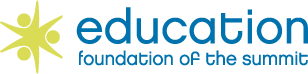 education
foundation of the summit